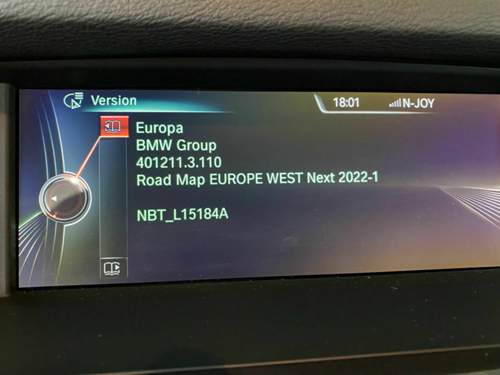 Version
18:01
N-JOY
Europa
BMW Group
401211.3.110
Road Map EUROPE WEST Next 2022-1
NBT_L15184A